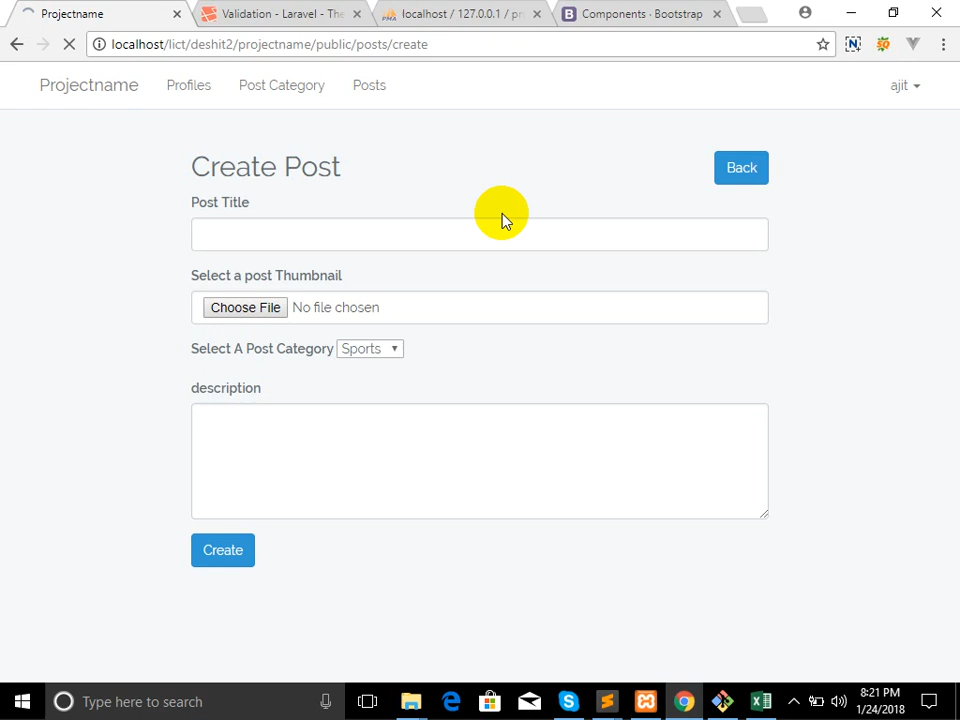 Projectname
Validation - Laravel - The
localhost / 127.0.0.1 / pr
Components · Bootstrap
localhost/lict/deshit2/projectname/public/posts/create
Projectname
Profiles
Post Category
Posts
ajit
Create Post
Back
Post Title
Select a post Thumbnail
Choose File
No file chosen
Select A Post Category
Sports
description
Create
Type here to search
8:21 PM
1/24/2018